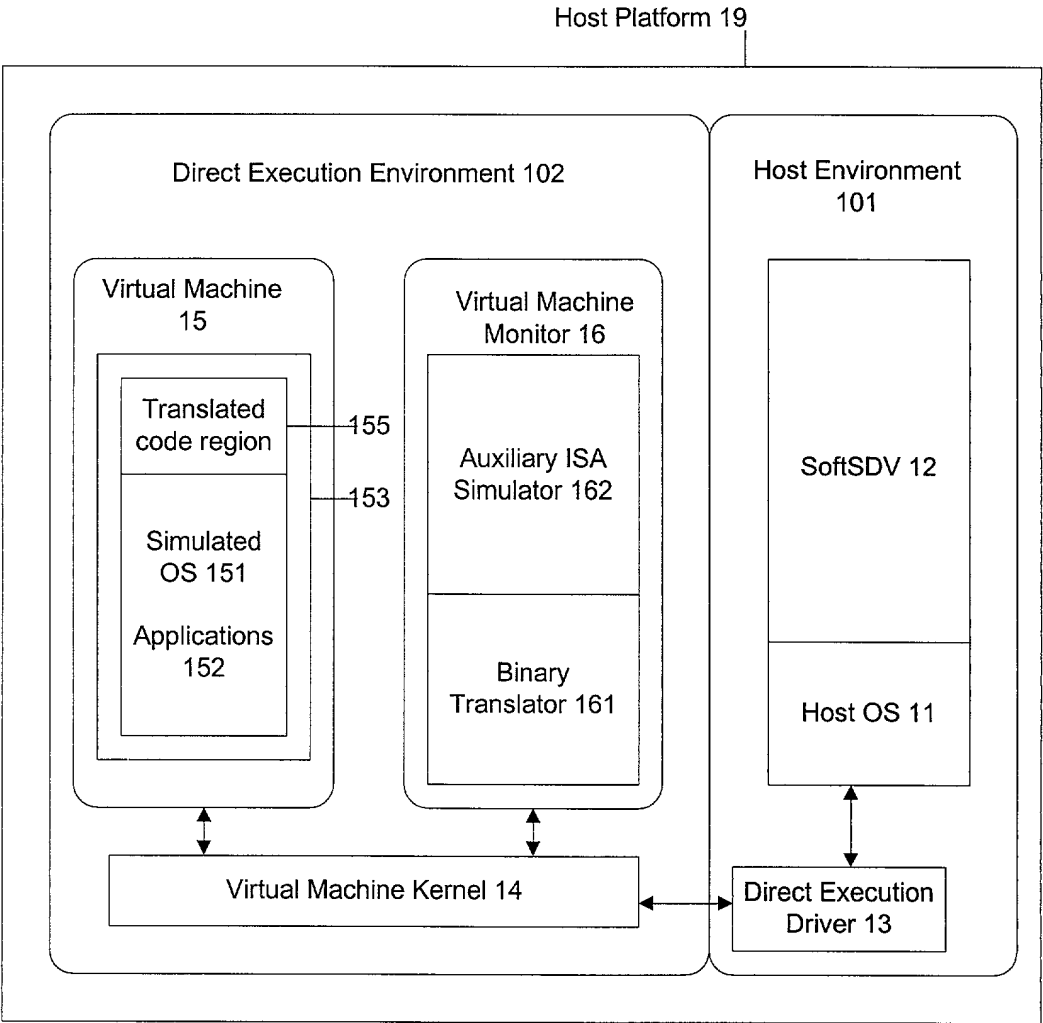 Host Platform 19
Direct Execution Environment 102
Host Environment
101
Virtual Machine
15
Translated
code region
155
153
Simulated
OS 151
Applications
152
Virtual Machine
Monitor 16
Auxiliary ISA
Simulator 162
Binary
Translator 161
SoftSDV 12
Host OS 11
Virtual Machine Kernel 14
Direct Execution
Driver 13